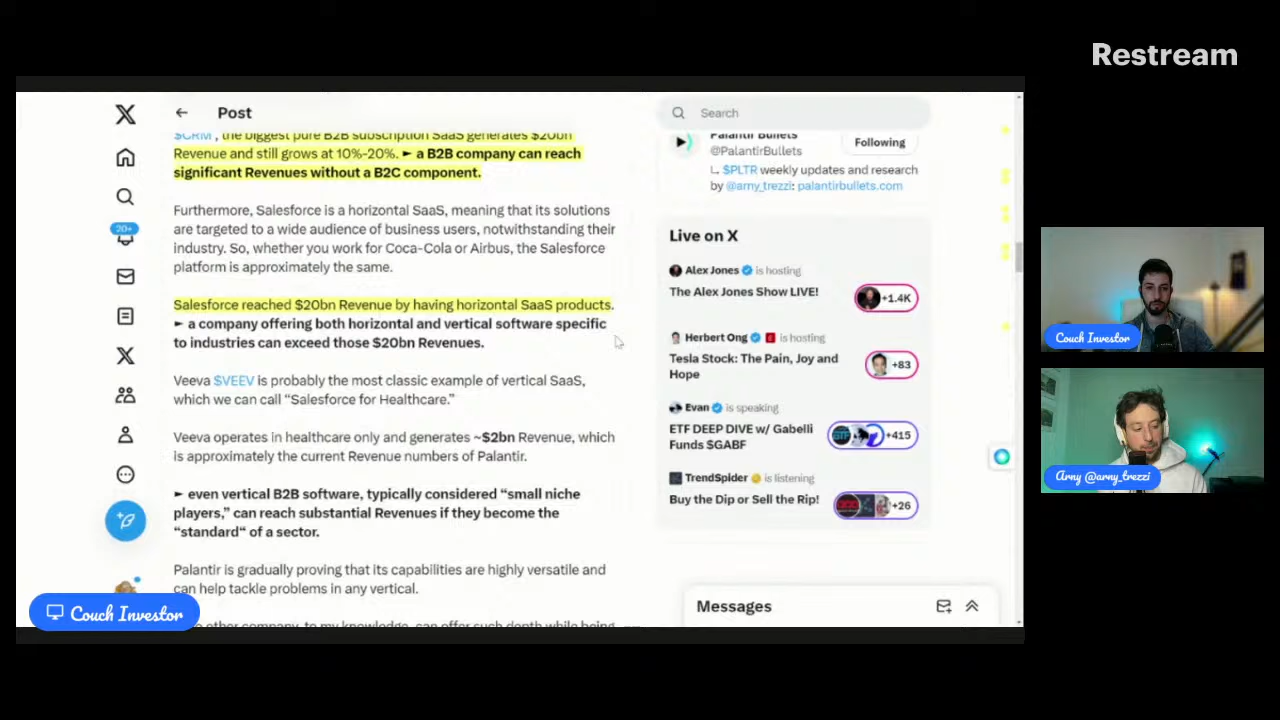 Restream
Post
Search
$CRM , the biggest pure B2B subscription SaaS generates $20bn
Revenue and still grows at 10%-20%. ► a B2B company can reach
significant Revenues without a B2C component.
Furthermore, Salesforce is a horizontal SaaS, meaning that its solutions
are targeted to a wide audience of business users, notwithstanding their
industry. So, whether you work for Coca-Cola or Airbus, the Salesforce
platform is approximately the same.
Salesforce reached $20bn Revenue by having horizontal SaaS products.
► a company offering both horizontal and vertical software specific
to industries can exceed those $20bn Revenues.
Veeva $VEEV is probably the most classic example of vertical SaaS,
which we can call “Salesforce for Healthcare.”
Veeva operates in healthcare only and generates ~$2bn Revenue, which
is approximately the current Revenue numbers of Palantir.
► even vertical B2B software, typically considered “small niche
players,” can reach substantial Revenues if they become the
“standard“ of a sector.
Palantir is gradually proving that its capabilities are highly versatile and
can help tackle problems in any vertical.
other company, to my knowledge, can offer such depth while being
20+
Palantir Bullets
@PalantirBullets
Following
$PLTR weekly updates and research
by @arny_trezzi: palantirbullets.com
Live on X
Alex Jones is hosting
The Alex Jones Show LIVE!
+1.4K
Herbert Ong is hosting
Tesla Stock: The Pain, Joy and
Hope
+83
Evan is speaking
ETF DEEP DIVE w/ Gabelli
Funds $GABF
+415
TrendSpider is listening
Buy the Dip or Sell the Rip!
+26
Messages
Couch Investor
Couch Investor
Arny @arny_trezzi